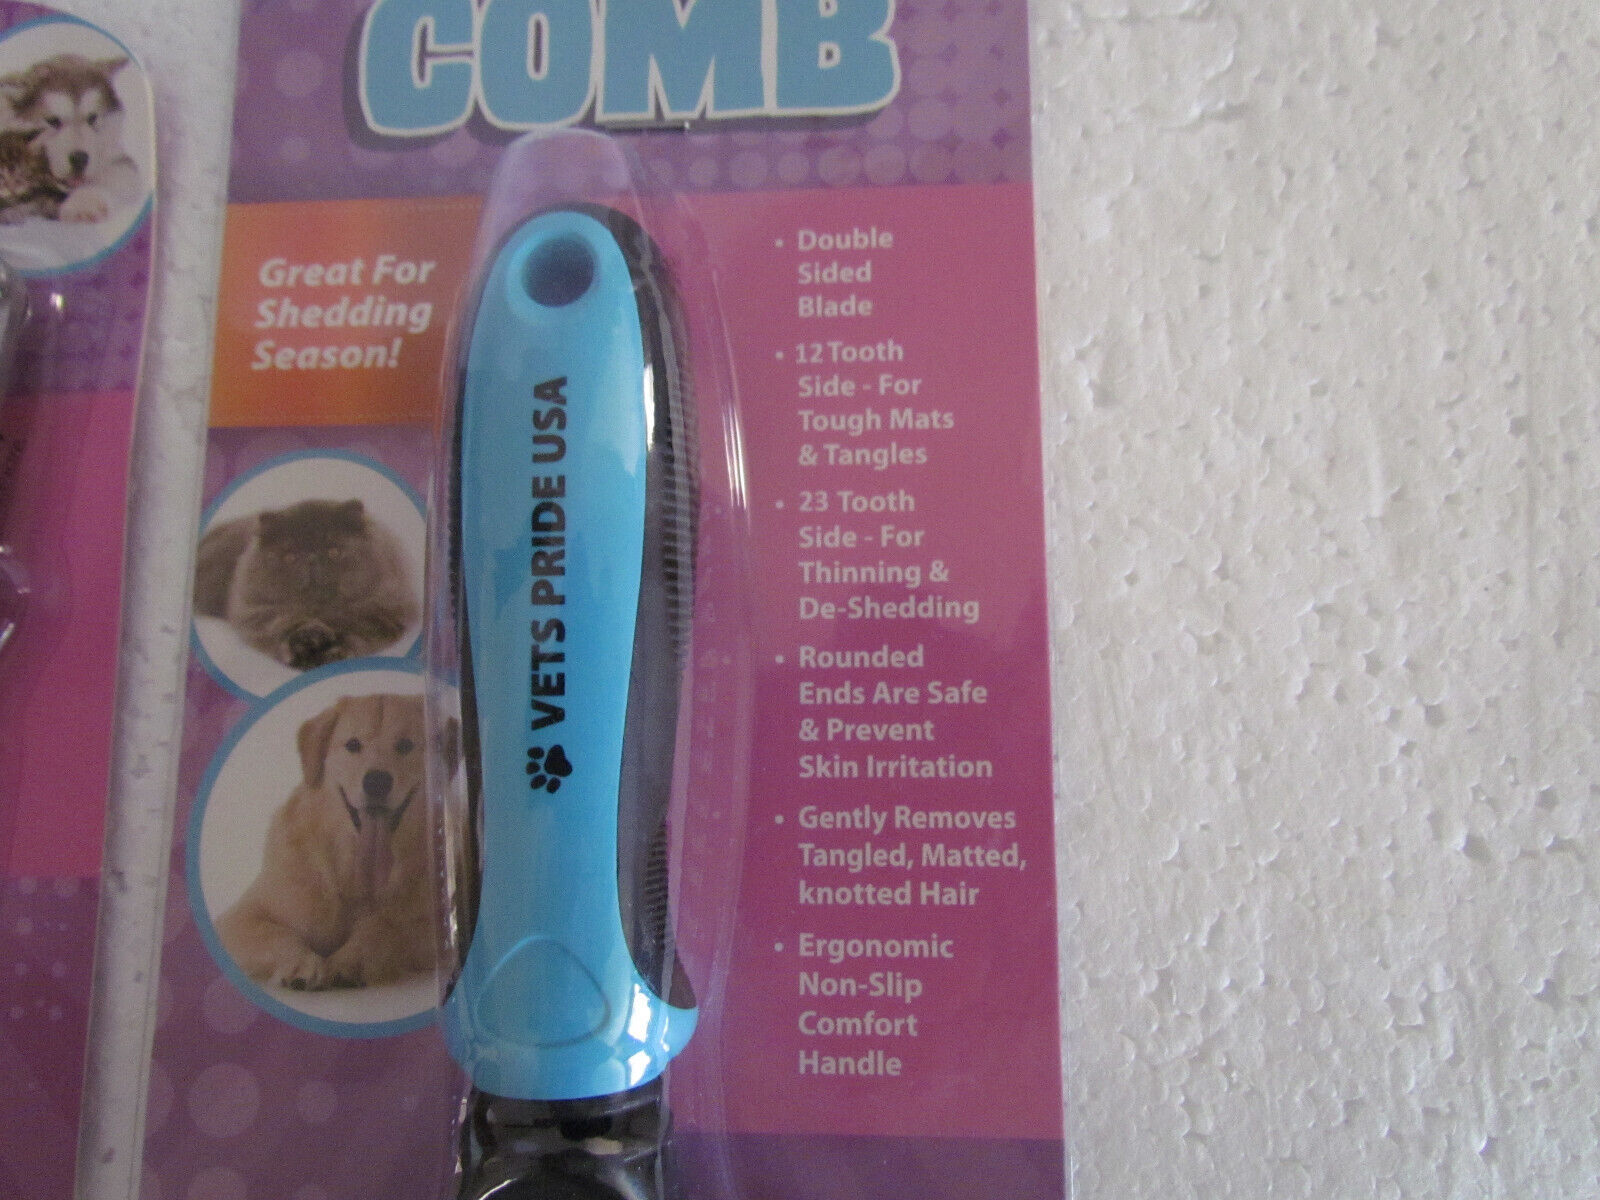 COMB
Great For
Shedding
Season!
VETS PRIDE USA
• Double
Sided
Blade
• 12 Tooth
Side - For
Tough Mats
& Tangles
• 23 Tooth
Side - For
Thinning &
De-Shedding
• Rounded
Ends Are Safe
& Prevent
Skin Irritation
• Gently Removes
Tangled, Matted,
knotted Hair
• Ergonomic
Non-Slip
Comfort
Handle